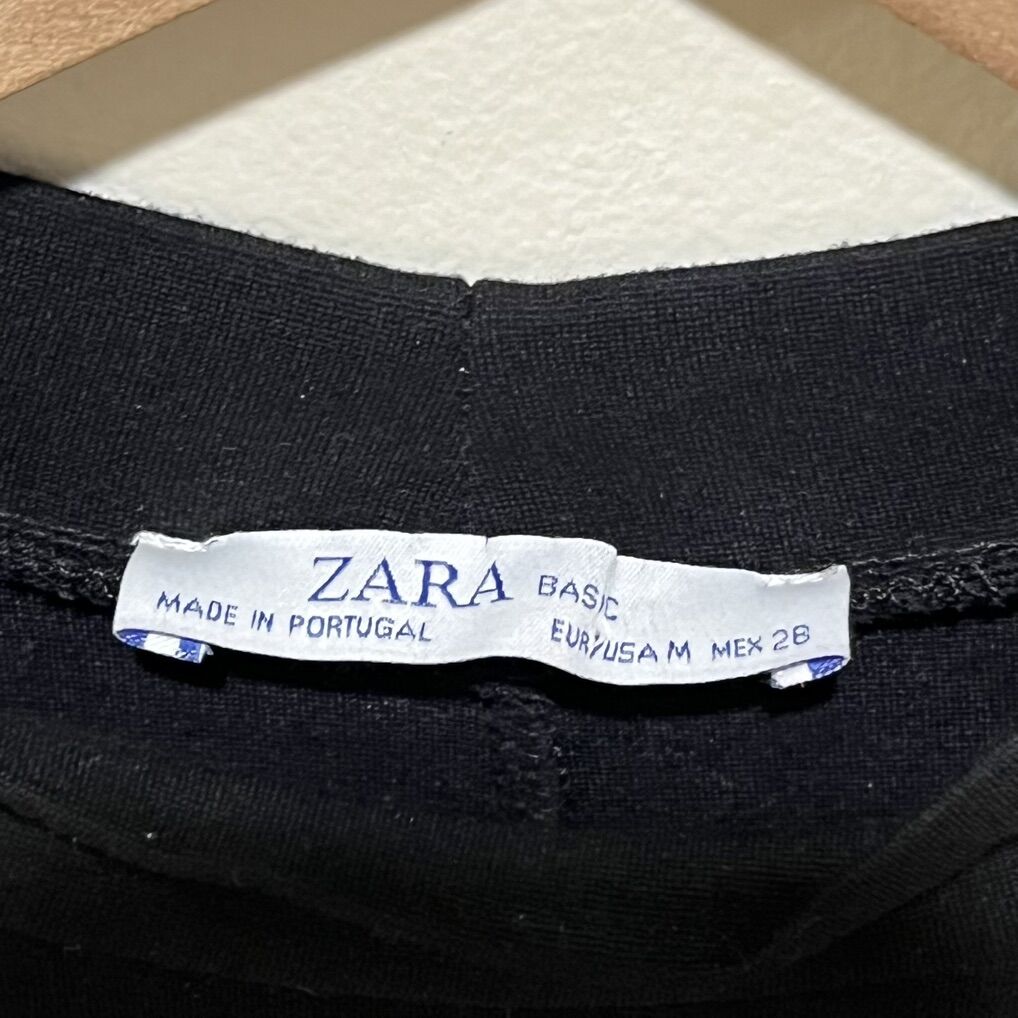 ZARA BASIC
MADE IN PORTUGAL EUR/USA M MEX 28